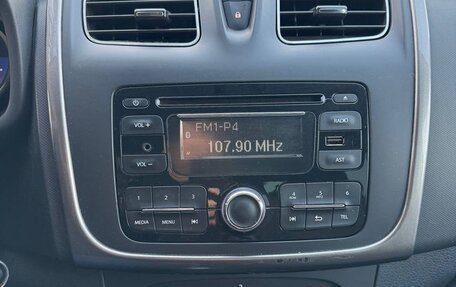 FM1-P4
107.90 MHz
VOL +
VOL –
RADIO
AST
1 2 3
4 5 6
MEDIA MENU
TEL